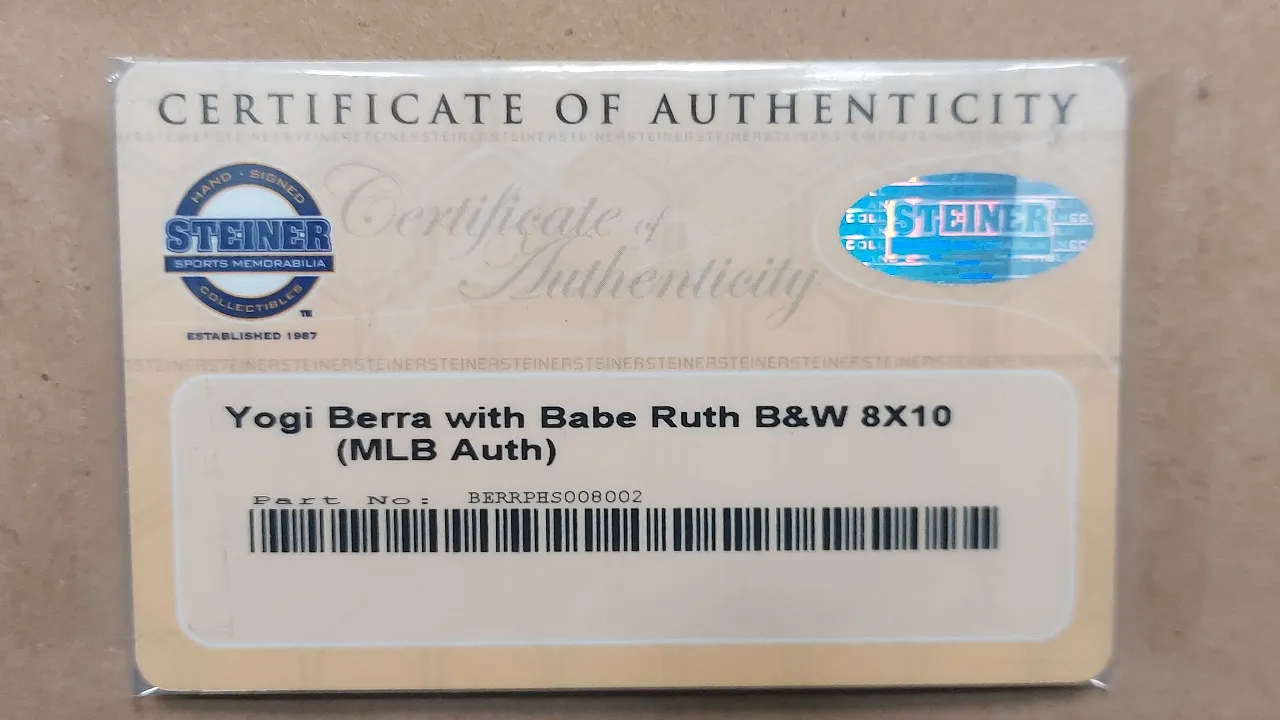 CERTIFICATE OF AUTHENTICITY
HAND · SIGNED
STEINER
SPORTS MEMORABILIA
COLLECTIBLES
TM
ESTABLISHED 1987
Certificate of
Authenticity
STEINER
STEINERSTEINERSTEINERSTEINERSTEINERSTEINERSTEINERSTEINERSTEINER
Yogi Berra with Babe Ruth B&W 8X10
(MLB Auth)
Part No: BERRPHS008002